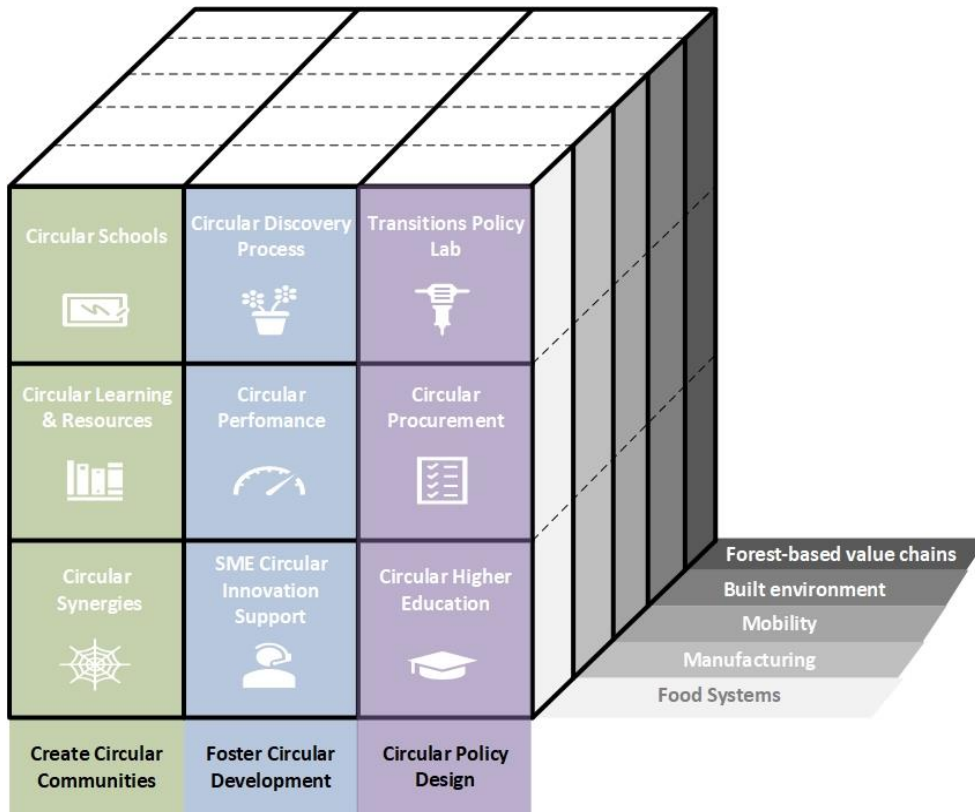 Circular Schools
Circular Discovery
Process
Transitions Policy
Lab
Circular Learning
& Resources
Circular
Perfomance
Circular
Procurement
Circular
Synergies
SME Circular
Innovation
Support
Circular Higher
Education
Forest-based value chains
Built environment
Mobility
Manufacturing
Food Systems
Create Circular
Communities
Foster Circular
Development
Circular Policy
Design